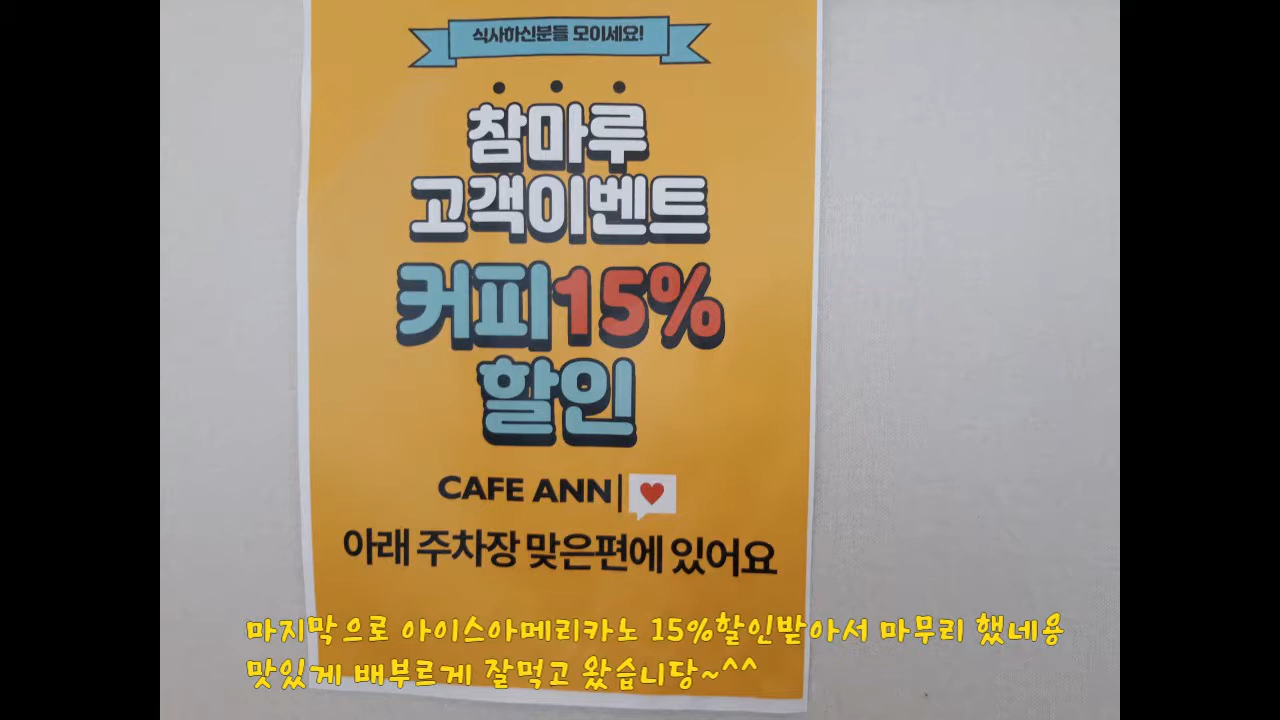 식사하신분들 모이세요!
참마루
고객이벤트
커피15%
할인
CAFE ANN
아래 주차장 맞은편에 있어요
마지막으로 아이스아메리카노 15%할인받아서 마무리 했네용
맛있게 배부르게 잘먹고 왔습니당~^^